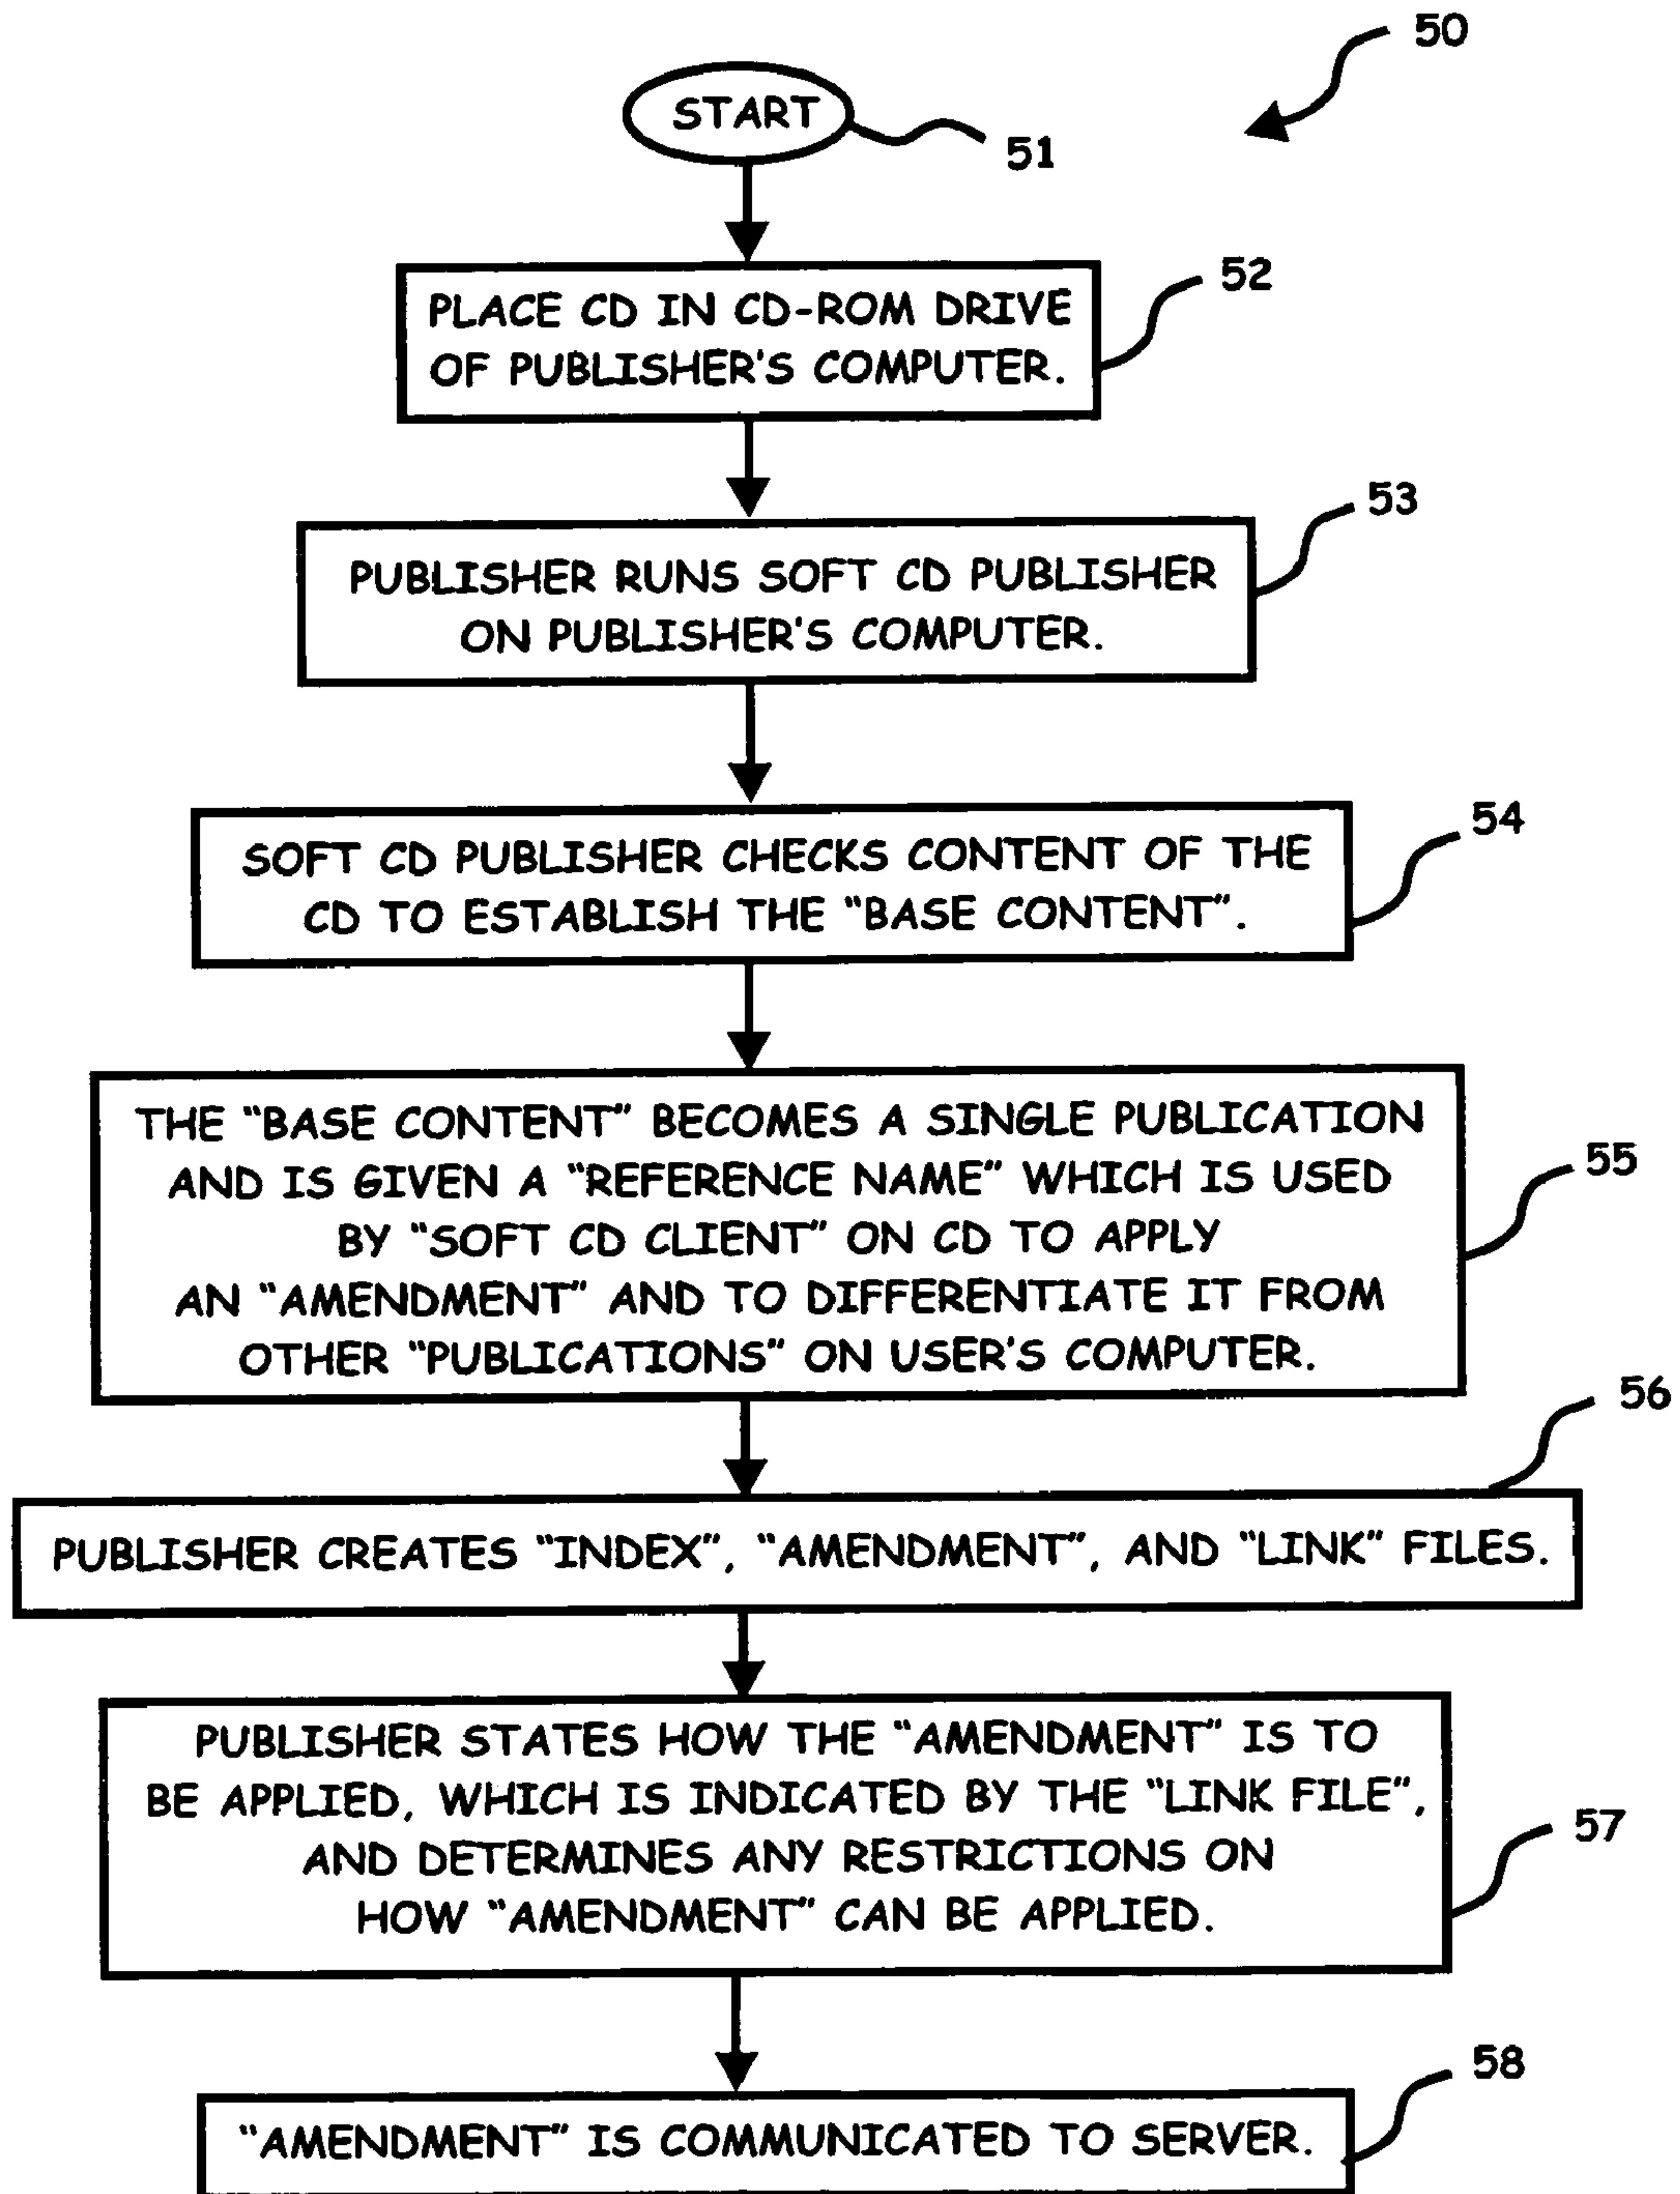 50
START
51
52
PLACE CD IN CD-ROM DRIVE
OF PUBLISHER'S COMPUTER.
53
PUBLISHER RUNS SOFT CD PUBLISHER
ON PUBLISHER'S COMPUTER.
54
SOFT CD PUBLISHER CHECKS CONTENT OF THE
CD TO ESTABLISH THE “BASE CONTENT”.
THE “BASE CONTENT” BECOMES A SINGLE PUBLICATION
AND IS GIVEN A “REFERENCE NAME” WHICH IS USED
BY “SOFT CD CLIENT” ON CD TO APPLY
AN “AMENDMENT” AND TO DIFFERENTIATE IT FROM
OTHER “PUBLICATIONS” ON USER'S COMPUTER.
55
56
PUBLISHER CREATES “INDEX”, “AMENDMENT”, AND “LINK” FILES.
PUBLISHER STATES HOW THE “AMENDMENT” IS TO
BE APPLIED, WHICH IS INDICATED BY THE “LINK FILE”,
AND DETERMINES ANY RESTRICTIONS ON
HOW “AMENDMENT” CAN BE APPLIED.
57
58
“AMENDMENT” IS COMMUNICATED TO SERVER.